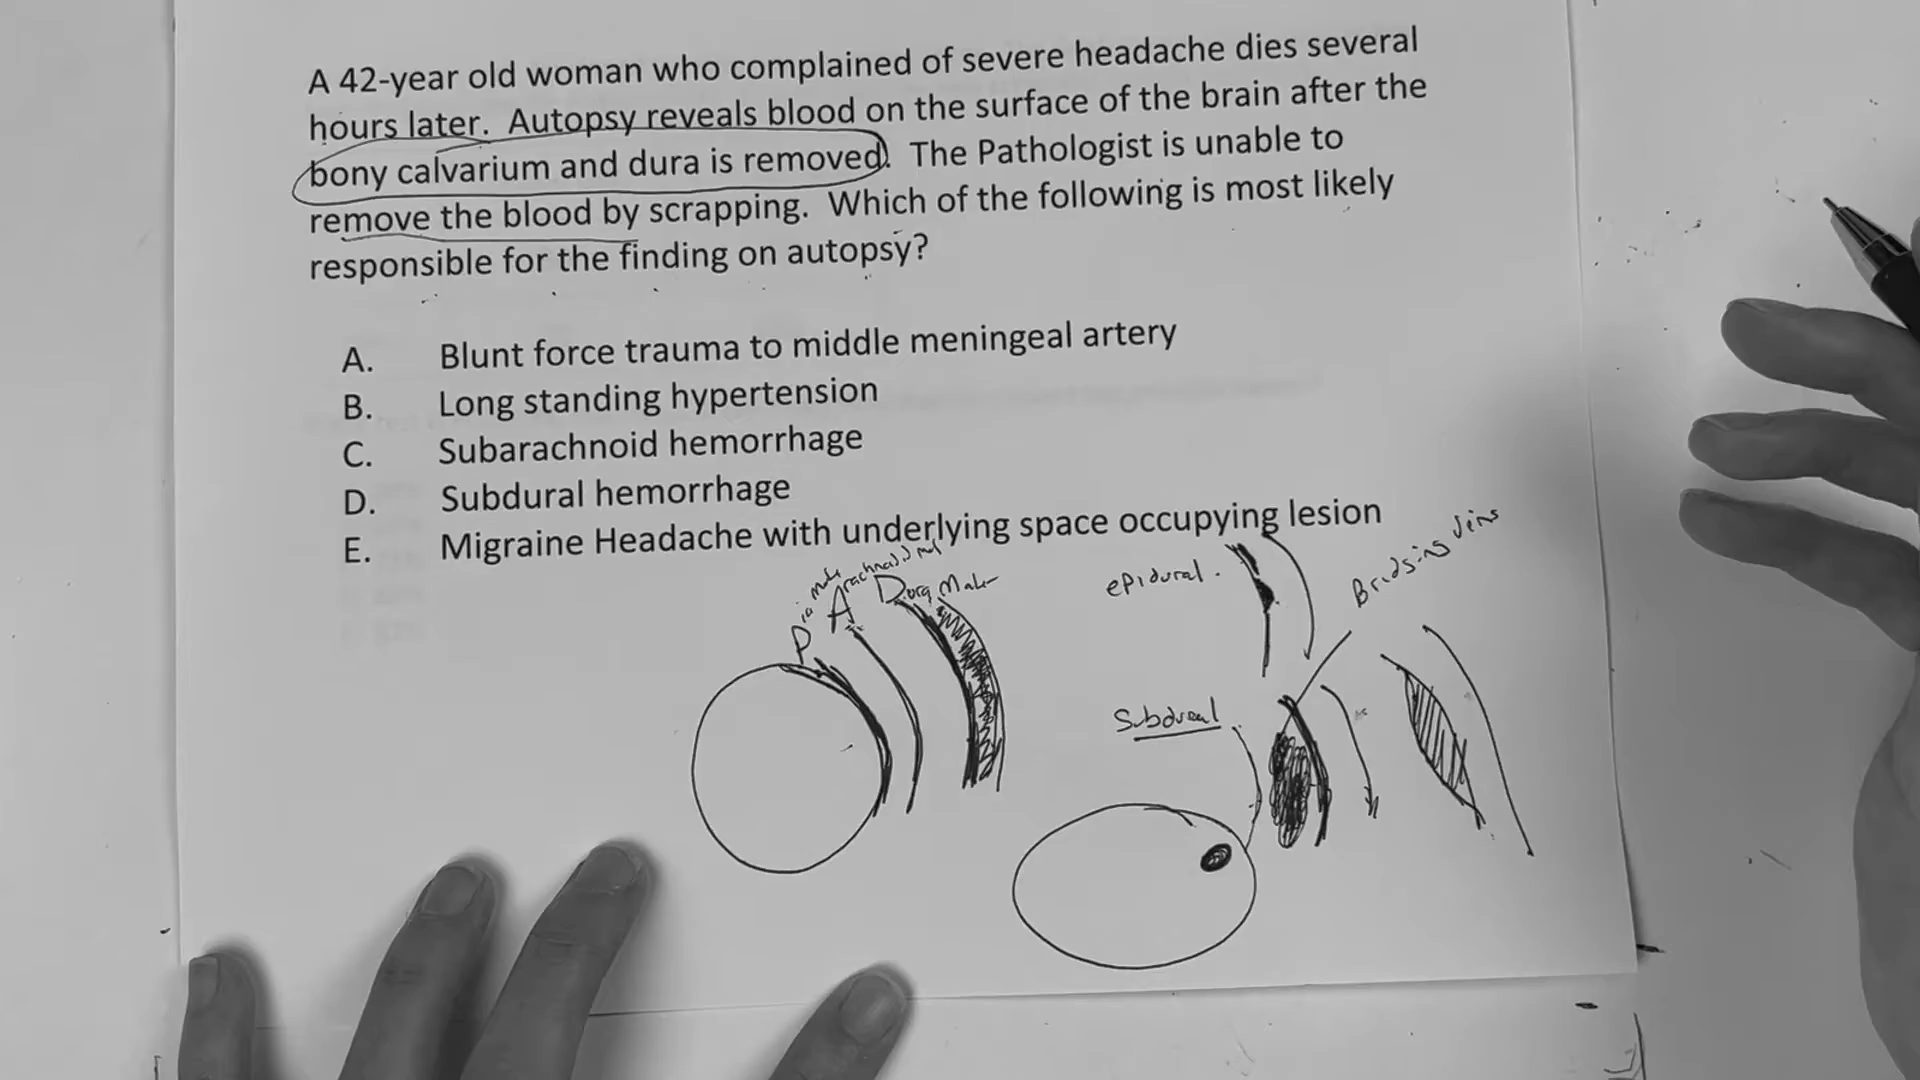 A 42-year old woman who complained of severe headache dies several
hours later. Autopsy reveals blood on the surface of the brain after the
bony calvarium and dura is removed. The Pathologist is unable to
remove the blood by scrapping. Which of the following is most likely
responsible for the finding on autopsy?
A. Blunt force trauma to middle meningeal artery
B. Long standing hypertension
C. Subarachnoid hemorrhage
D. Subdural hemorrhage
E. Migraine Headache with underlying space occupying lesion
Pia
A
Dura Mater
epidural.
Bridging
Subdural